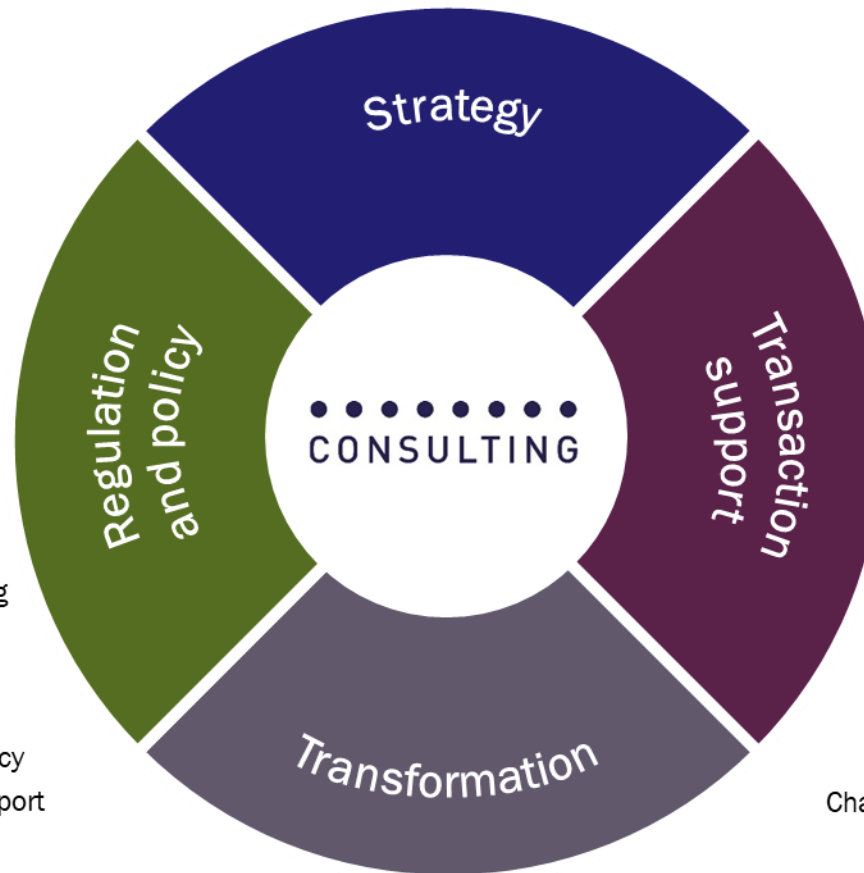 Strategy
Transaction
support
Regulation
and policy
CONSULTING
Transformation